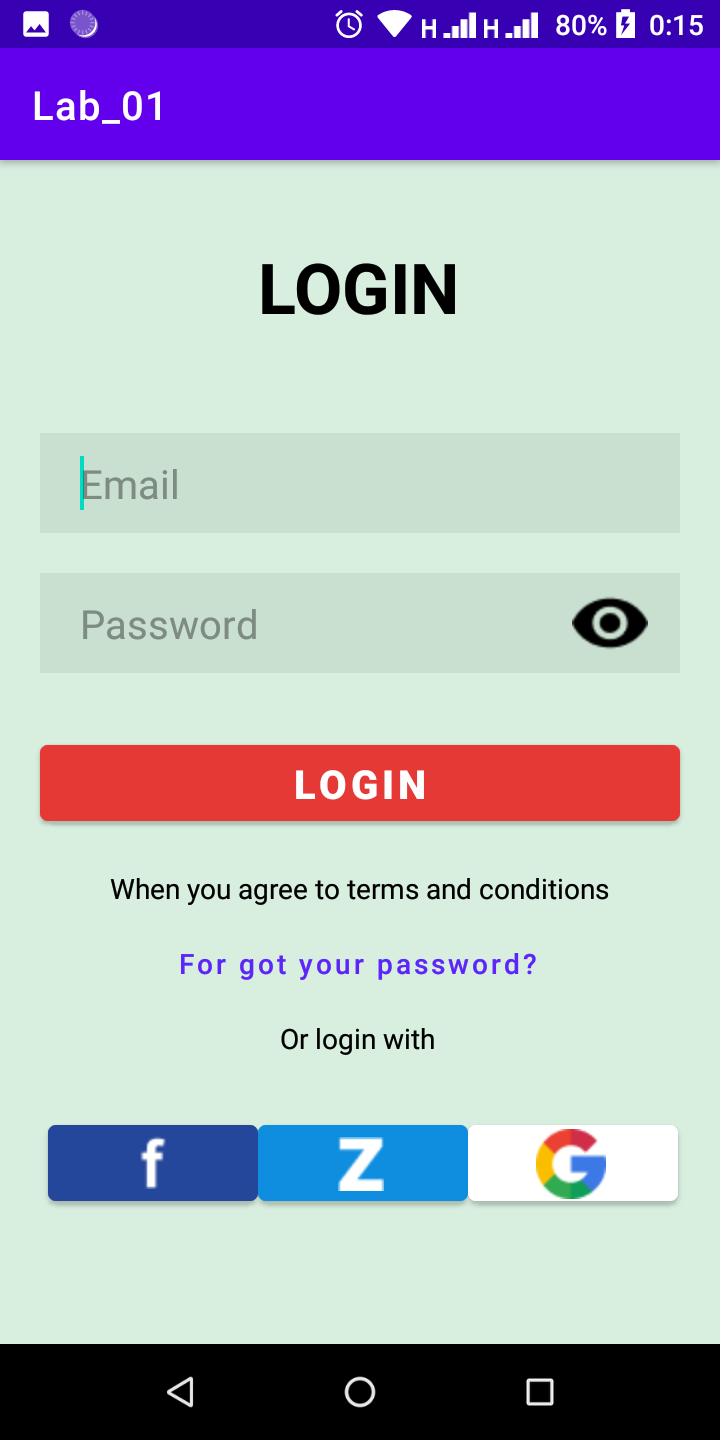 H H 80% 0:15
Lab_01
LOGIN
Email
Password
LOGIN
When you agree to terms and conditions
For got your password?
Or login with
f Z G